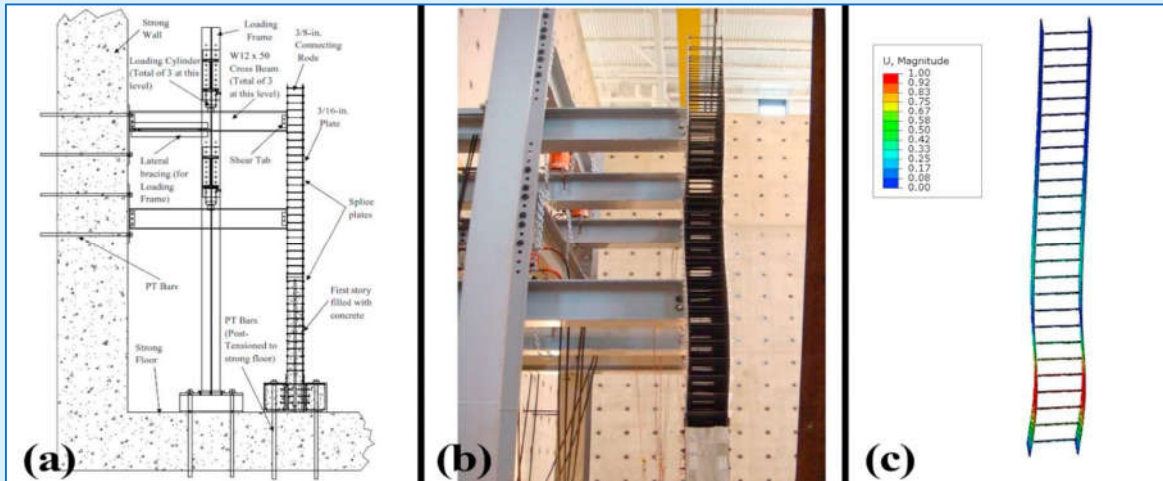 Strong
Wall
Loading
Frame
3/8-in.
Connecting
Rods
Loading Cylinder
(Total of 3 at this
level)
W12 x 50
Cross Beam
(Total of 3
at this level)
3/16-in.
Plate
Shear Tab
Lateral
bracing (for
Loading
Frame)
Splice
plates
PT Bars
First story
filled with
concrete
PT Bars
(Post-
Tensioned to
strong floor)
Strong
Floor
(a)
(b)
U, Magnitude
1.00
0.92
0.83
0.75
0.67
0.58
0.50
0.42
0.33
0.25
0.17
0.08
0.00
(c)